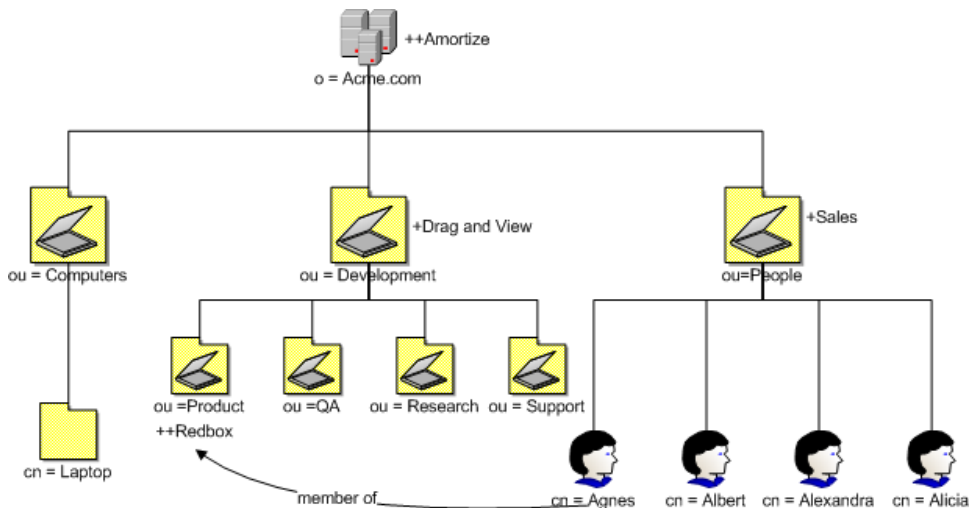 ++Amortize
o = Acme.com
+Drag and View
+Sales
ou = Computers
ou = Development
ou=People
ou =Product
ou =QA
ou = Research
ou = Support
++Redbox
cn = Laptop
member of
cn = Agnes
cn = Albert
cn = Alexandra
cn = Alicia